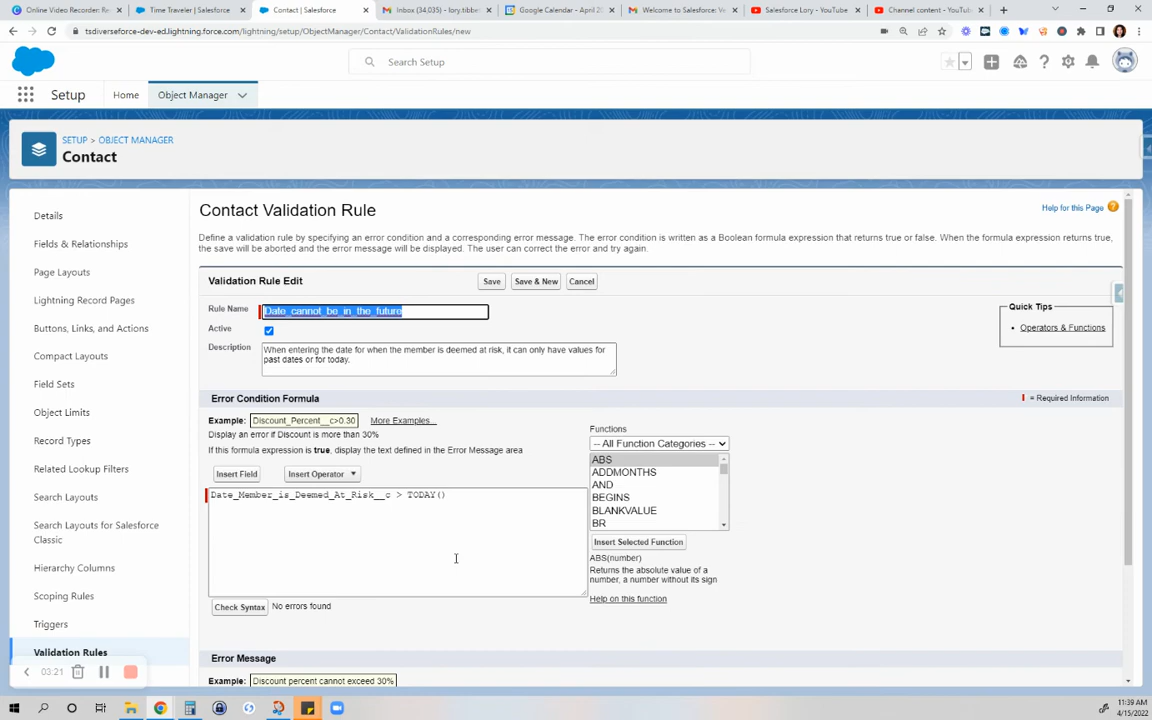 Online Video Recorder: Re
Time Traveler | Salesforce
Contact | Salesforce
Inbox (34,035) - lory.tibbet
Google Calendar - April 20
Welcome to Salesforce: Ve
Salesforce Lory - YouTube
Channel content - YouTu
tsdiverseforce-dev-ed.lightning.force.com/lightning/setup/ObjectManager/Contact/ValidationRules/new
Search Setup
Setup
Home
Object Manager
SETUP > OBJECT MANAGER
Contact
Details
Fields & Relationships
Page Layouts
Lightning Record Pages
Buttons, Links, and Actions
Compact Layouts
Field Sets
Object Limits
Record Types
Related Lookup Filters
Search Layouts
Search Layouts for Salesforce
Classic
Hierarchy Columns
Scoping Rules
Triggers
Validation Rules
03:21
Contact Validation Rule
Help for this Page
Define a validation rule by specifying an error condition and a corresponding error message. The error condition is written as a Boolean formula expression that returns true or false. When the formula expression returns true,
the save will be aborted and the error message will be displayed. The user can correct the error and try again.
Validation Rule Edit
Save
Save & New
Cancel
Rule Name
Date_cannot_be_in_the_future
Active
Description
When entering the date for when the member is deemed at risk, it can only have values for
past dates or for today.
Quick Tips
• Operators & Functions
Error Condition Formula
= Required Information
Example:
Discount_Percent__c>0.30
More Examples...
Display an error if Discount is more than 30%
If this formula expression is true, display the text defined in the Error Message area
Insert Field
Insert Operator
Date_Member_is_Deemed_At_Risk__c > TODAY()
Functions
-- All Function Categories --
ABS
ADDMONTHS
AND
BEGINS
BLANKVALUE
BR
Insert Selected Function
ABS(number)
Returns the absolute value of a
number, a number without its sign
Help on this function
Check Syntax
No errors found
Error Message
Example:
Discount percent cannot exceed 30%
11:39 AM
4/15/2022